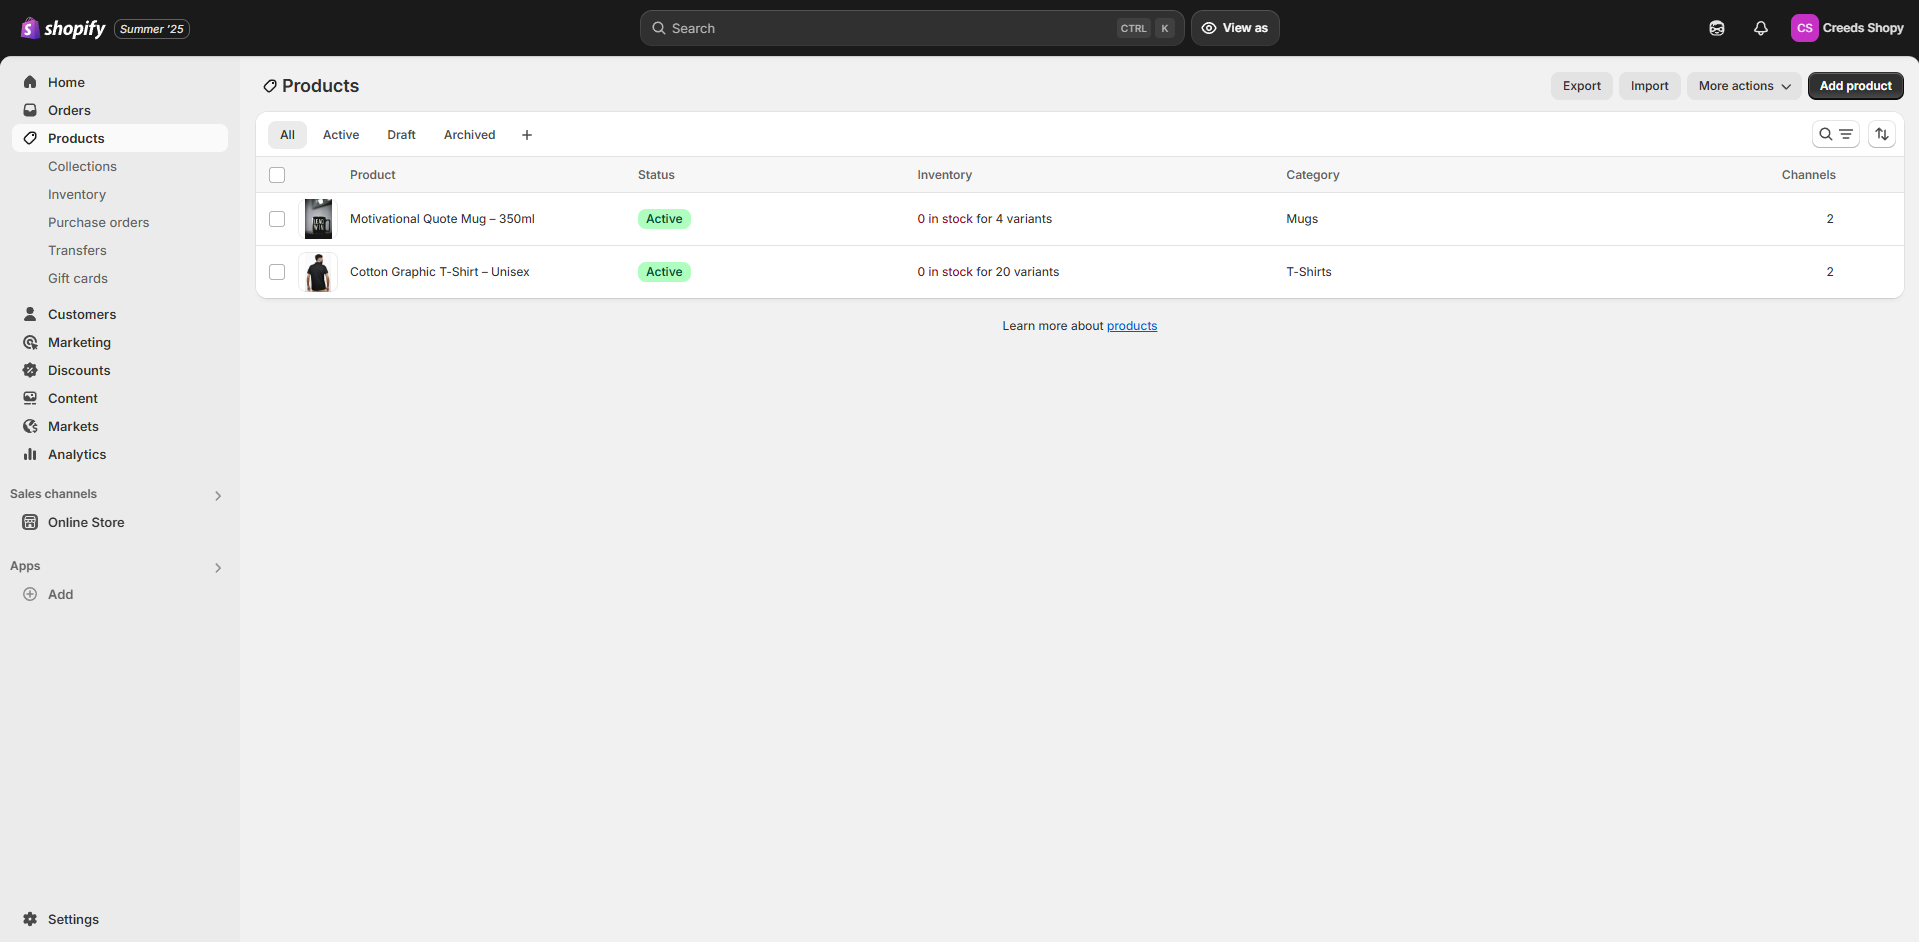 shopify Summer '25
Search CTRL K
View as
CS Creeds Shopy
Home
Orders
Products
Collections
Inventory
Purchase orders
Transfers
Gift cards
Customers
Marketing
Discounts
Content
Markets
Analytics
Sales channels
Online Store
Apps
Add
Settings
Products
Export Import More actions Add product
All Active Draft Archived +
Product Status Inventory Category Channels
Motivational Quote Mug – 350ml Active 0 in stock for 4 variants Mugs 2
Cotton Graphic T-Shirt – Unisex Active 0 in stock for 20 variants T-Shirts 2
Learn more about products